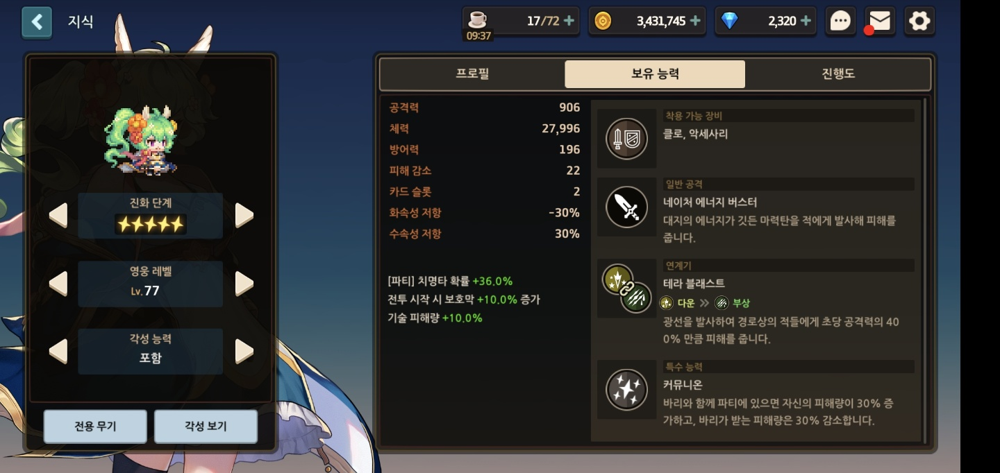 지식
17/72
09:37
3,431,745
2,320
진화 단계
영웅 레벨
Lv.77
각성 능력
포함
전용 무기
각성 보기
프로필
보유 능력
진행도
공격력 906
체력 27,996
방어력 196
피해 감소 22
카드 슬롯 2
화속성 저항 -30%
수속성 저항 30%
[파티] 치명타 확률 +36.0%
전투 시작 시 보호막 +10.0% 증가
기술 피해량 +10.0%
착용 가능 장비
클로, 악세사리
일반 공격
네이처 에너지 버스터
대지의 에너지가 깃든 마력탄을 적에게 발사해 피해를
줍니다.
연계기
테라 블래스트
다운 부상
광선을 발사하여 경로상의 적들에게 초당 공격력의 40
0% 만큼 피해를 줍니다.
특수 능력
커뮤니온
바리와 함께 파티에 있으면 자신의 피해량이 30% 증
가하고, 바리가 받는 피해량은 30% 감소합니다.